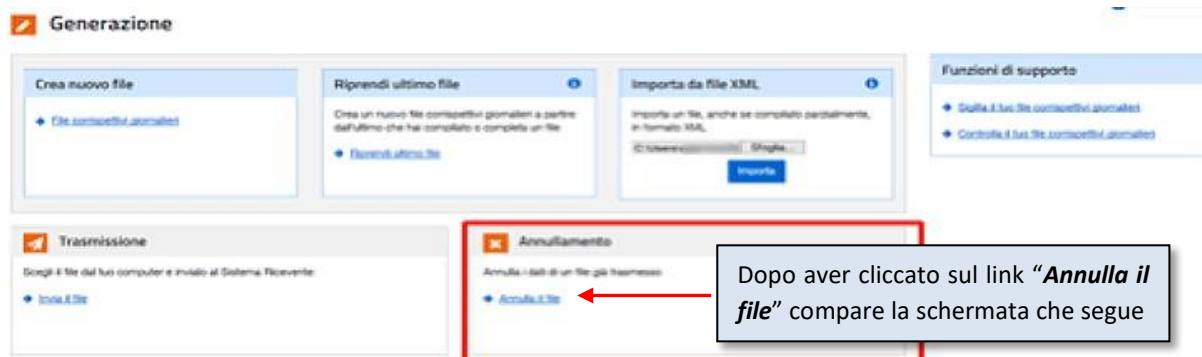 Generazione
Crea nuovo file
File corrispettivi giornalieri
Riprendi ultimo file
Crea un nuovo file corrispettivi giornalieri a partire
dall'ultimo che hai compilato o completa un file
Riprendi ultimo file
Importa da file XML
Importa un file, anche se compilato parzialmente,
in formato XML.
C:\Users\
Sfoglia...
Importa
Funzioni di supporto
Sigilla il tuo file corrispettivi giornalieri
Controlla il tuo file corrispettivi giornalieri
Trasmissione
Scegli il file dal tuo computer e invialo al Sistema Ricevente
Invia il file
Annullamento
Annulla i dati di un file già trasmesso
Annulla il file
Dopo aver cliccato sul link “Annulla il
file” compare la schermata che segue